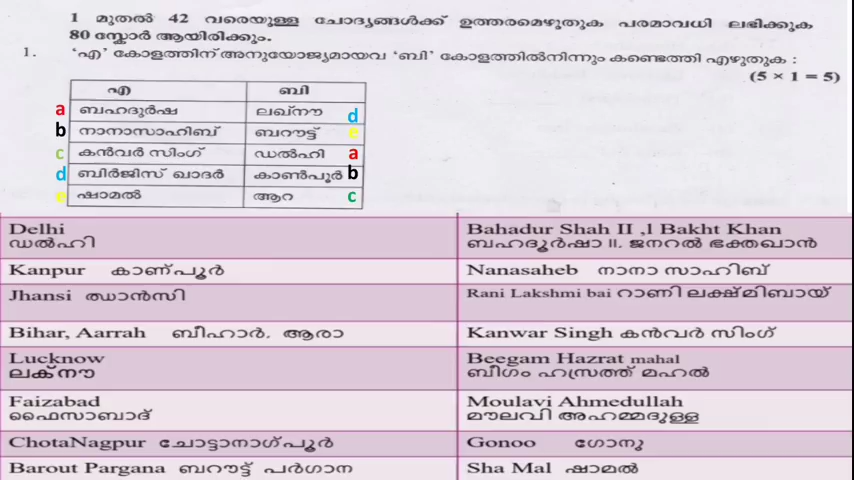 1 മുതൽ 42 വരെയുള്ള ചോദ്യങ്ങൾക്ക് ഉത്തരമെഴുതുക പരമാവധി ലഭിക്കുക
80 സ്കോർ ആയിരിക്കും.
1. 'എ' കോളത്തിന് അനുയോജ്യമായവ 'ബി' കോളത്തിൽനിന്നും കണ്ടെത്തി എഴുതുക :
(5 × 1 = 5)
എ ബി
a ബഹദൂർഷ ലഖ്നൗ d
b നാനാസാഹിബ് ബറൗട്ട് e
c കൻവർ സിംഗ് ഡൽഹി a
d ബിർജിസ് ഖാദർ കാൺപൂർ b
e ഷാമൽ ആറ c
Delhi Bahadur Shah II ,l Bakht Khan
ഡൽഹി ബഹദൂർഷാ II, ജനറൽ ഭക്തഖാൻ
Kanpur കാണ്പൂർ Nanasaheb നാനാ സാഹിബ്
Jhansi ഝാൻസി Rani Lakshmi bai റാണി ലക്ഷ്മിബായ്
Bihar, Aarrah ബീഹാർ, ആരാ Kanwar Singh കൻവർ സിംഗ്
Lucknow Beegam Hazrat mahal
ലക്നൗ ബീഗം ഹസ്രത്ത് മഹൽ
Faizabad Moulavi Ahmedullah
ഫൈസാബാദ് മൗലവി അഹമ്മദുള്ള
ChotaNagpur ചോട്ടാനാഗ്പൂർ Gonoo ഗോനു
Barout Pargana ബറൗട്ട് പർഗാന Sha Mal ഷാമൽ